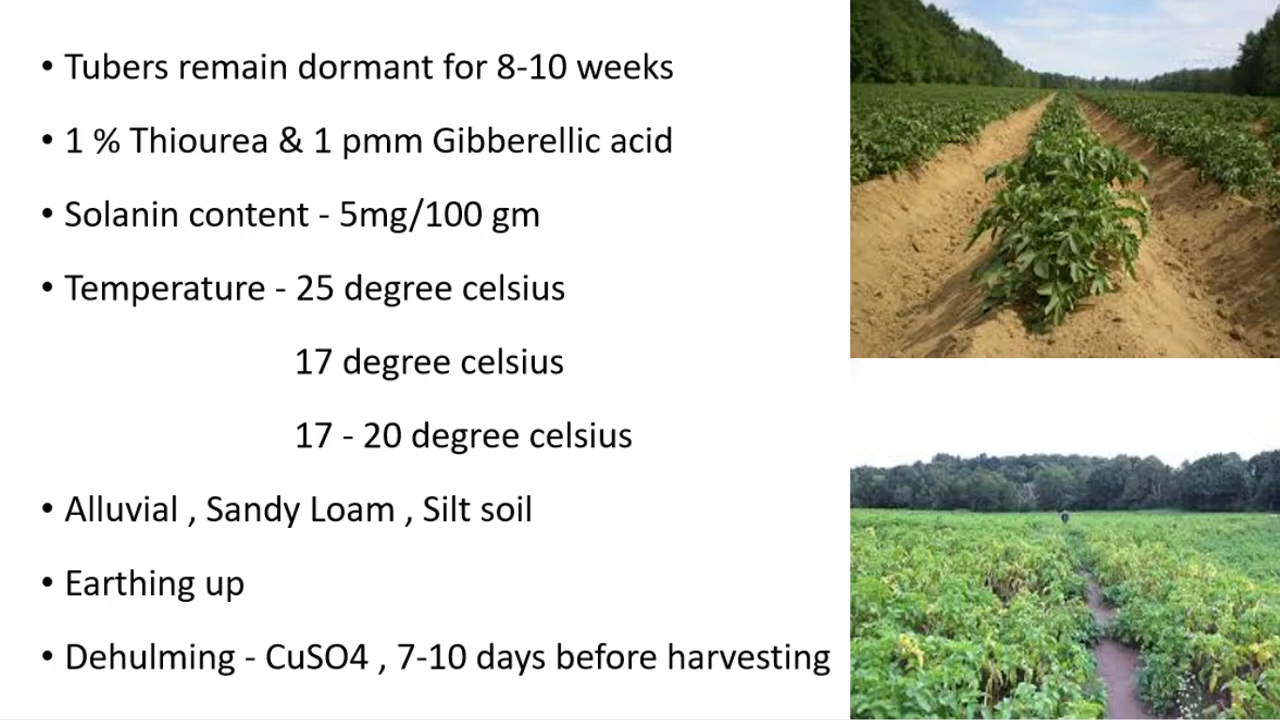 • Tubers remain dormant for 8-10 weeks
• 1 % Thiourea & 1 pmm Gibberellic acid
• Solanin content - 5mg/100 gm
• Temperature - 25 degree celsius
17 degree celsius
17 - 20 degree celsius
• Alluvial , Sandy Loam , Silt soil
• Earthing up
• Dehulming - CuSO4 , 7-10 days before harvesting